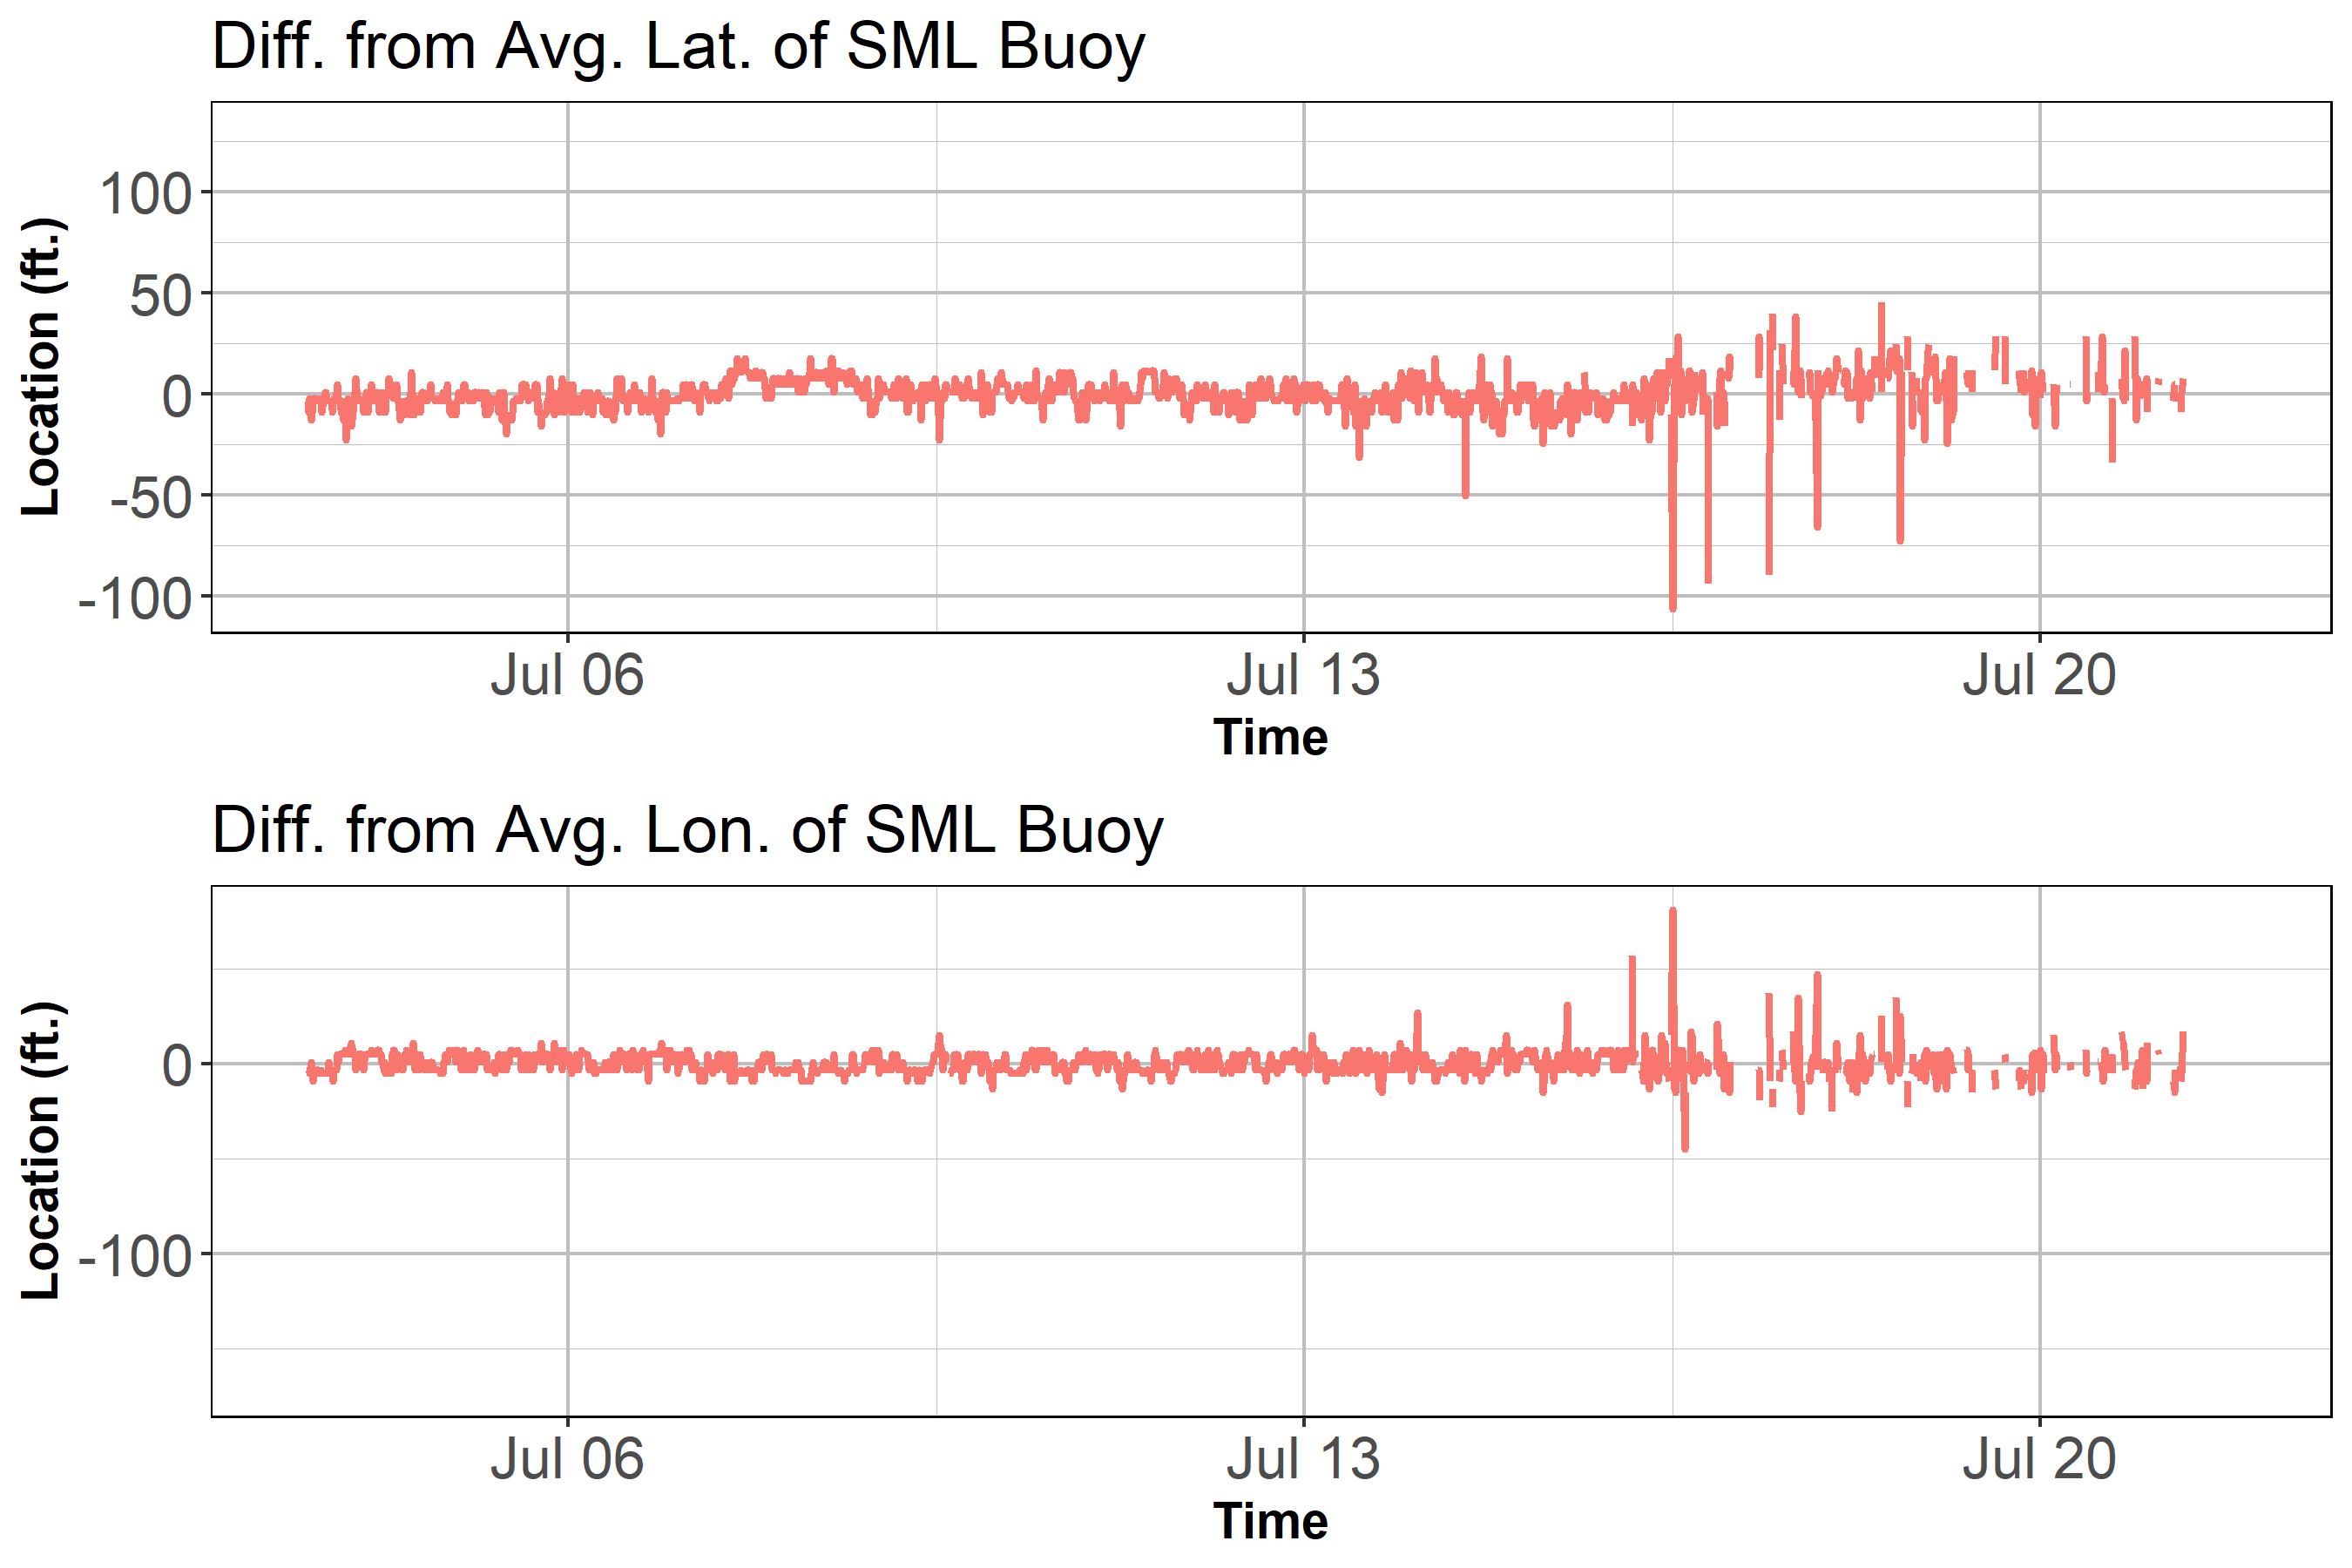 Diff. from Avg. Lat. of SML Buoy
Location (ft.)
100
50
0
-50
-100
Jul 06 Jul 13 Jul 20
Time
Diff. from Avg. Lon. of SML Buoy
Location (ft.)
0
-100
Jul 06 Jul 13 Jul 20
Time